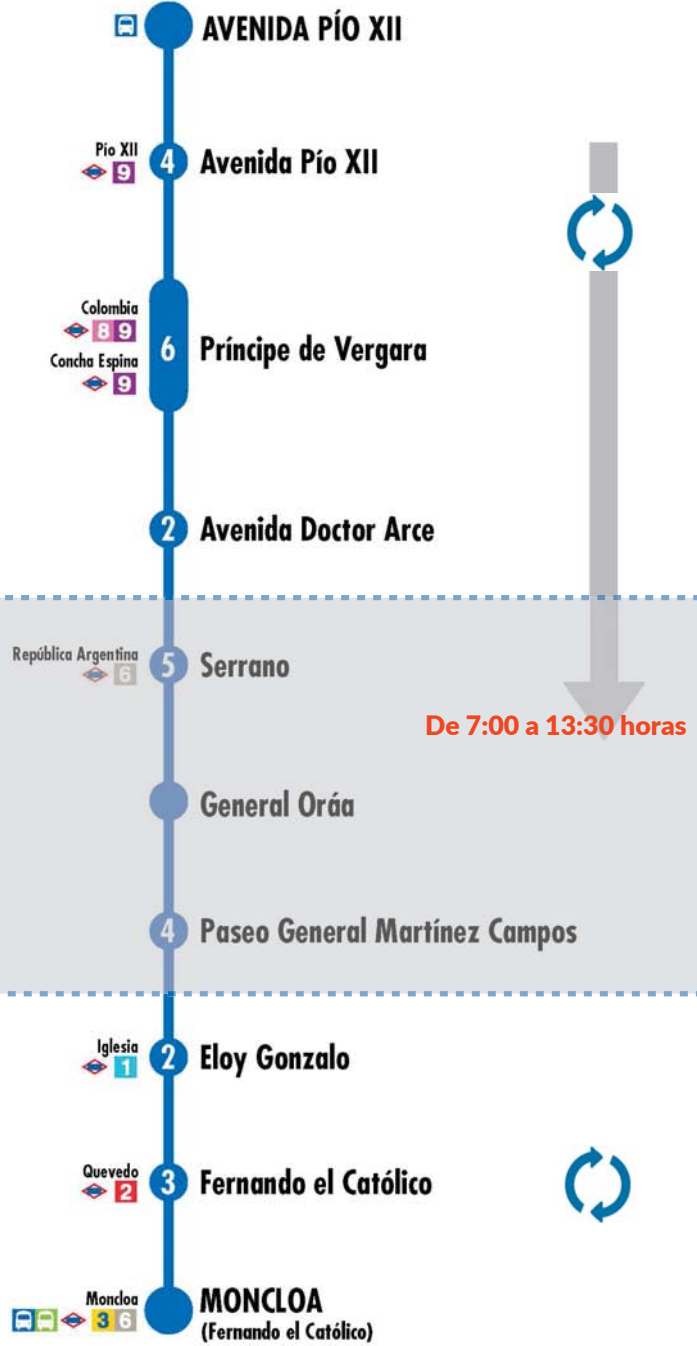 AVENIDA PÍO XII
Pío XII
9
4
Avenida Pío XII
Colombia
8 9
Concha Espina
9
6
Príncipe de Vergara
2
Avenida Doctor Arce
República Argentina
6
5
Serrano
De 7:00 a 13:30 horas
General Oráa
4
Paseo General Martínez Campos
Iglesia
1
2
Eloy Gonzalo
Quevedo
2
3
Fernando el Católico
Moncloa
3 6
MONCLOA
(Fernando el Católico)